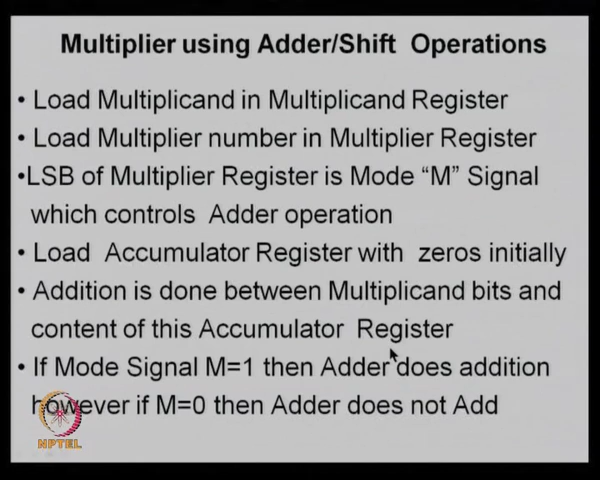 Multiplier using Adder/Shift Operations
• Load Multiplicand in Multiplicand Register
• Load Multiplier number in Multiplier Register
•LSB of Multiplier Register is Mode “M” Signal
which controls Adder operation
• Load Accumulator Register with zeros initially
• Addition is done between Multiplicand bits and
content of this Accumulator Register
• If Mode Signal M=1 then Adder does addition
however if M=0 then Adder does not Add
NPTEL